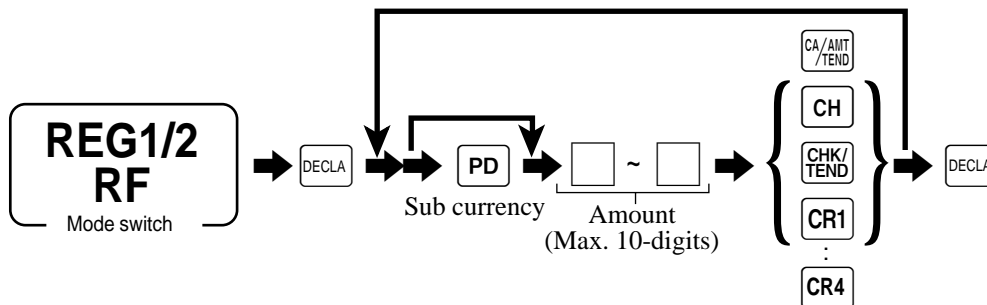 REG1/2
RF
Mode switch
DECLA
PD
Sub currency
~
Amount
(Max. 10-digits)
CA/AMT
/TEND
CH
CHK/
TEND
CR1
:
CR4
DECLA